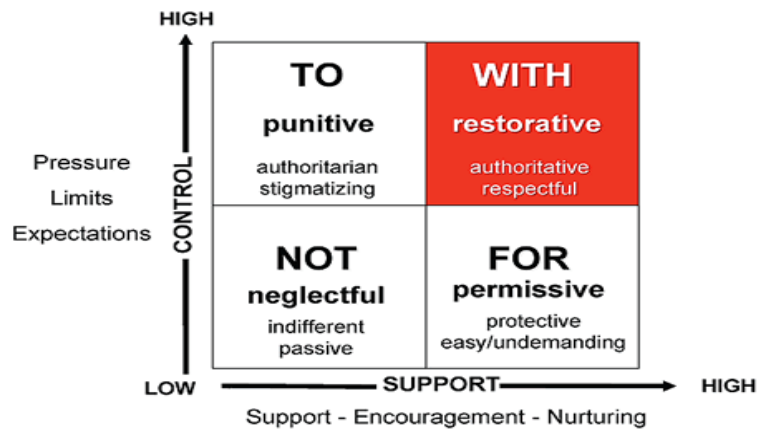 HIGH
TO
punitive
authoritarian
stigmatizing
WITH
restorative
authoritative
respectful
Pressure
Limits
Expectations
CONTROL
NOT
neglectful
indifferent
passive
FOR
permissive
protective
easy/undemanding
LOW
SUPPORT
HIGH
Support - Encouragement - Nurturing